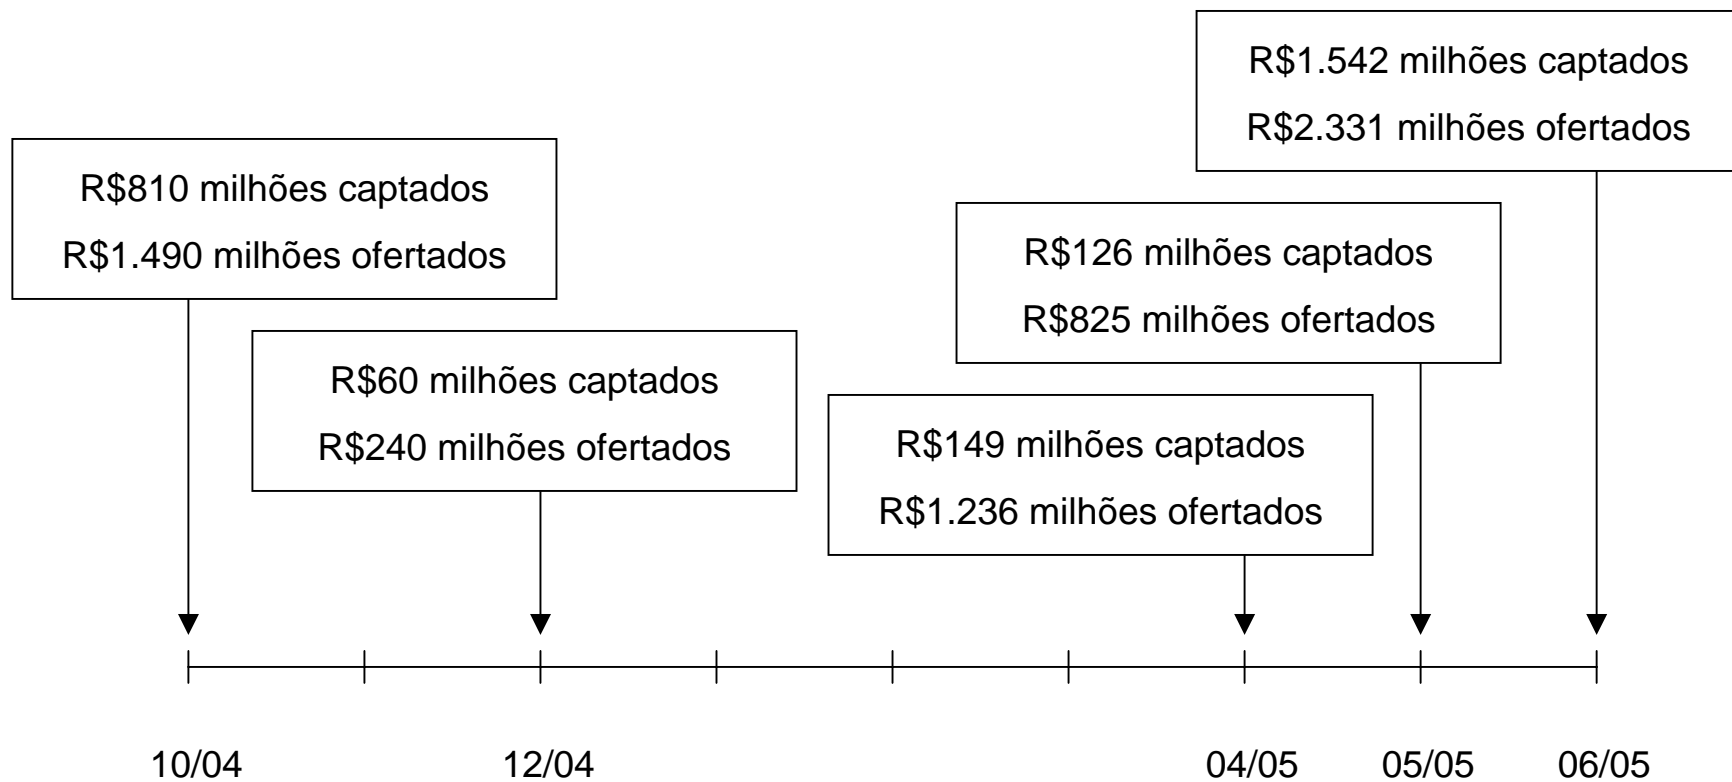 R$1.542 milhões captados
R$2.331 milhões ofertados
R$810 milhões captados
R$1.490 milhões ofertados
R$126 milhões captados
R$825 milhões ofertados
R$60 milhões captados
R$240 milhões ofertados
R$149 milhões captados
R$1.236 milhões ofertados
10/04 12/04 04/05 05/05 06/05